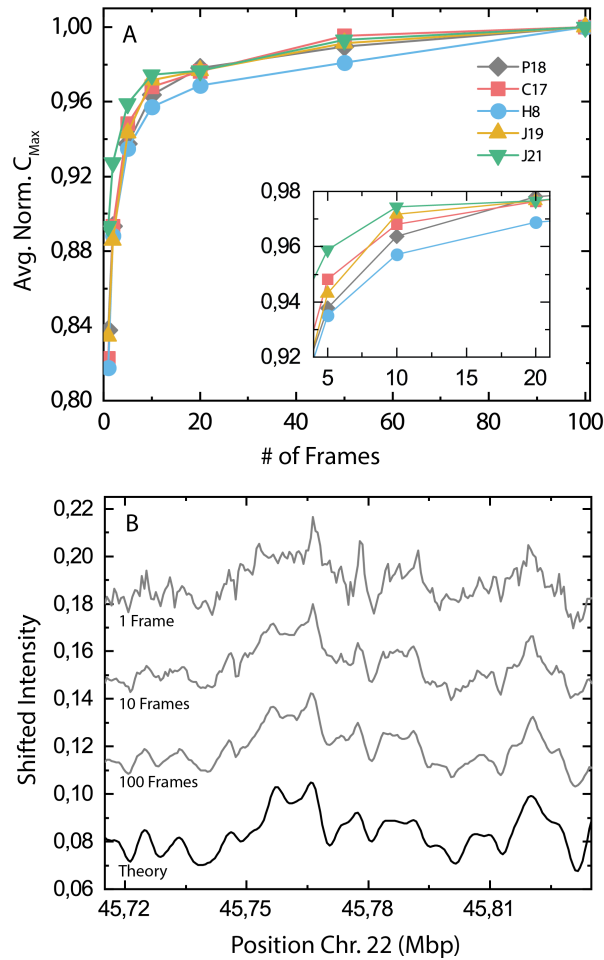 A
1,00
0,96
0,92
0,88
0,84
0,80
Avg. Norm. C_Max
P18
C17
H8
J19
J21
0,98
0,96
0,94
0,92
5 10 15 20
0 20 40 60 80 100
# of Frames
B
0,22
0,20
0,18
0,16
0,14
0,12
0,10
0,08
0,06
Shifted Intensity
1 Frame
10 Frames
100 Frames
Theory
45,72 45,75 45,78 45,81
Position Chr. 22 (Mbp)